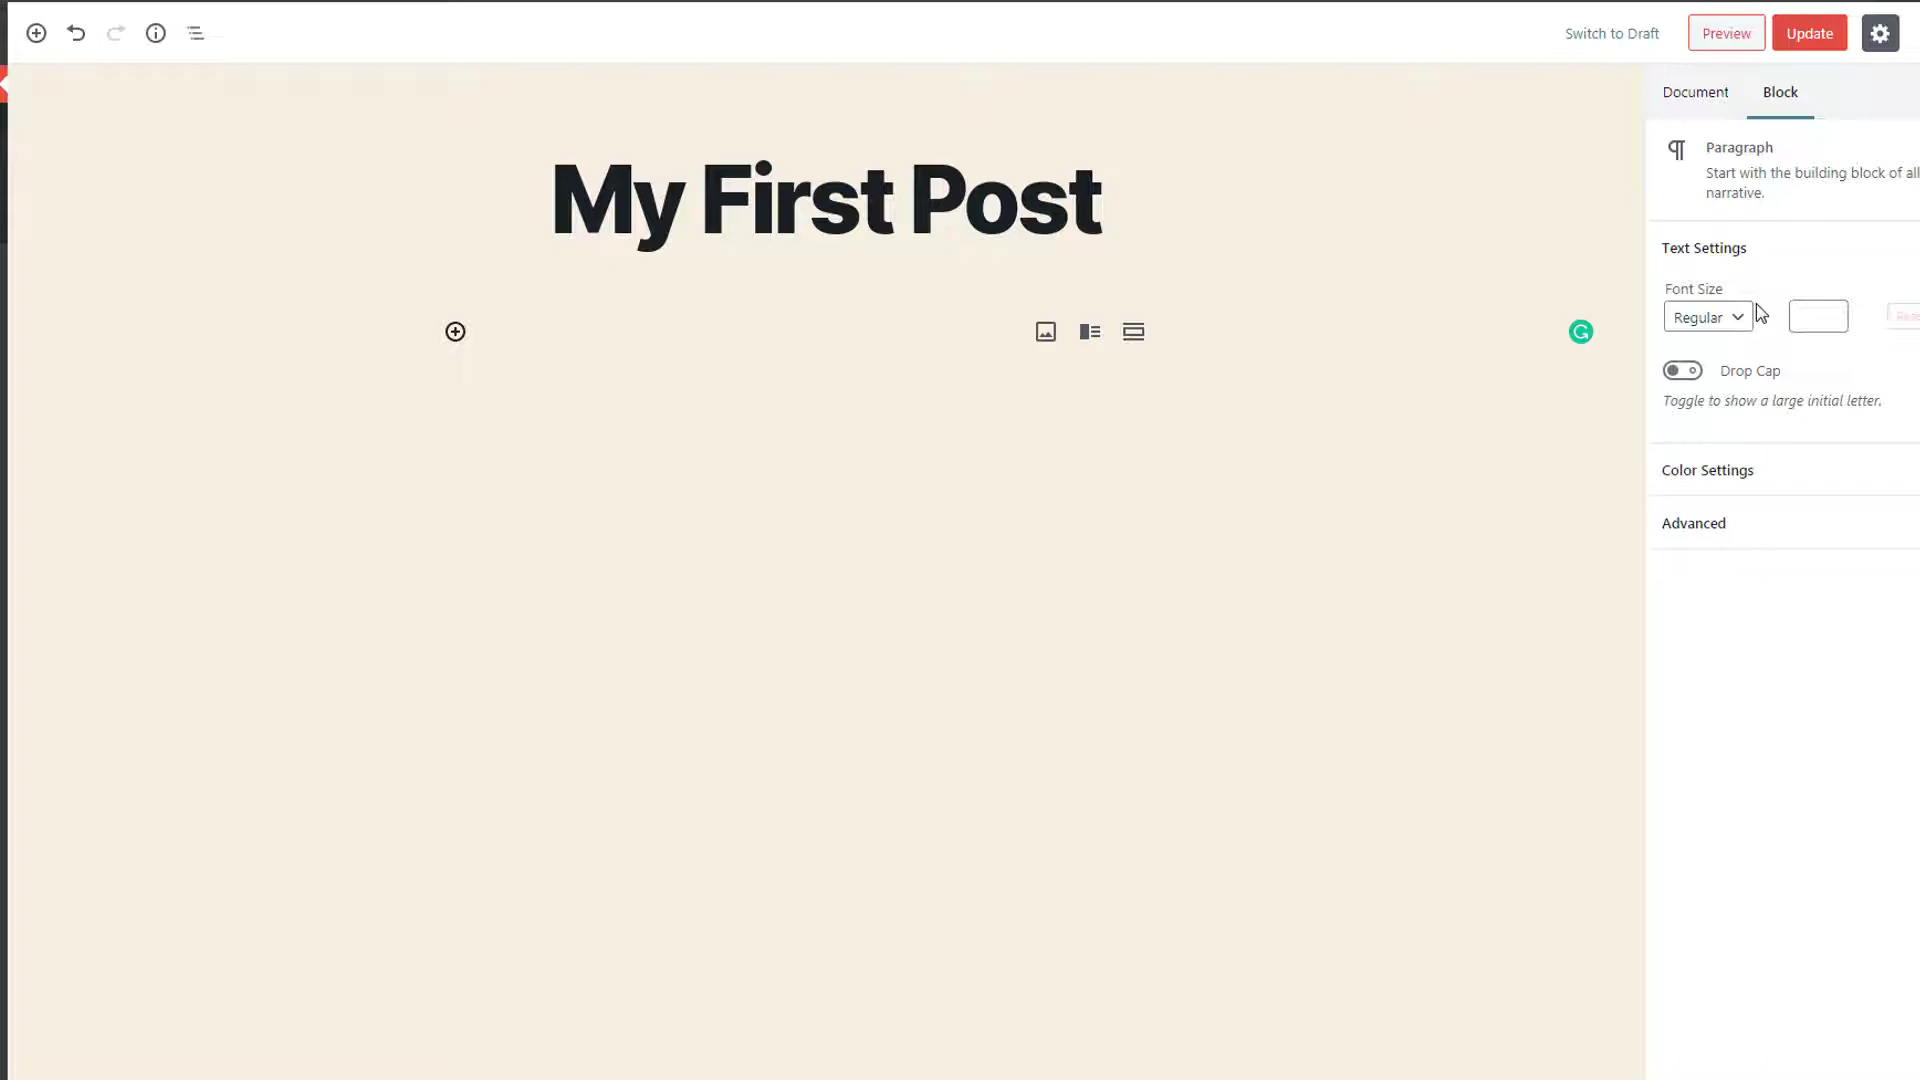 Switch to Draft
Preview
Update
Document
Block
My First Post
Paragraph
Start with the building block of all
narrative.
Text Settings
Font Size
Regular
Drop Cap
Toggle to show a large initial letter.
Color Settings
Advanced